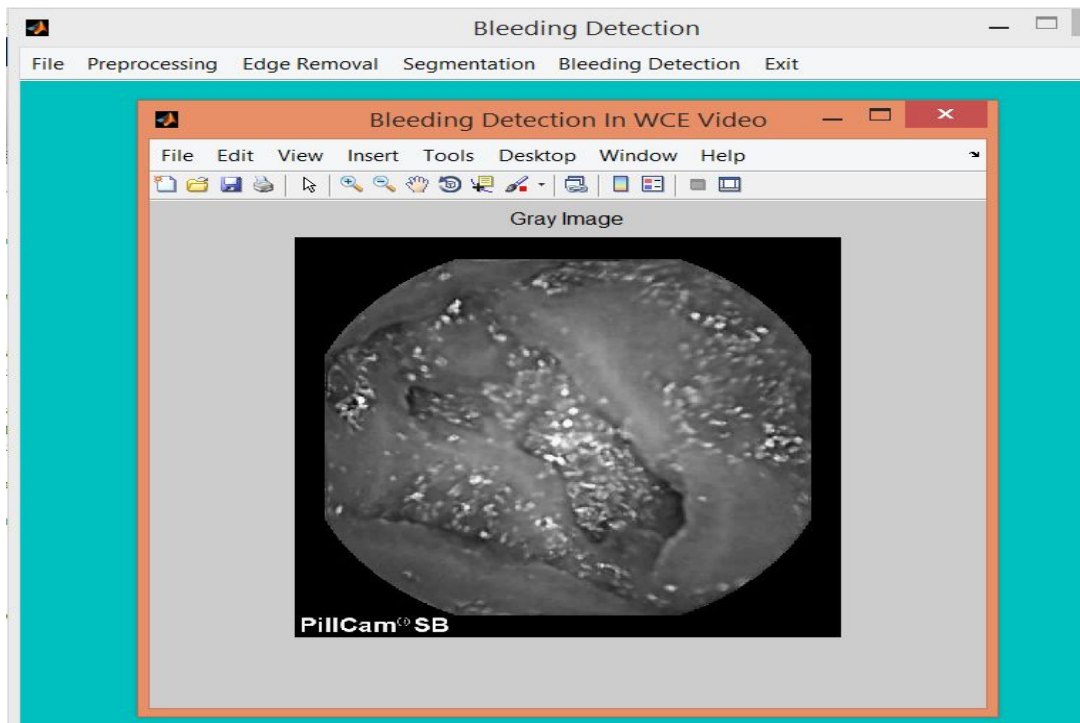 Bleeding Detection
File Preprocessing Edge Removal Segmentation Bleeding Detection Exit
Bleeding Detection In WCE Video
File Edit View Insert Tools Desktop Window Help
Gray Image
PillCam® SB